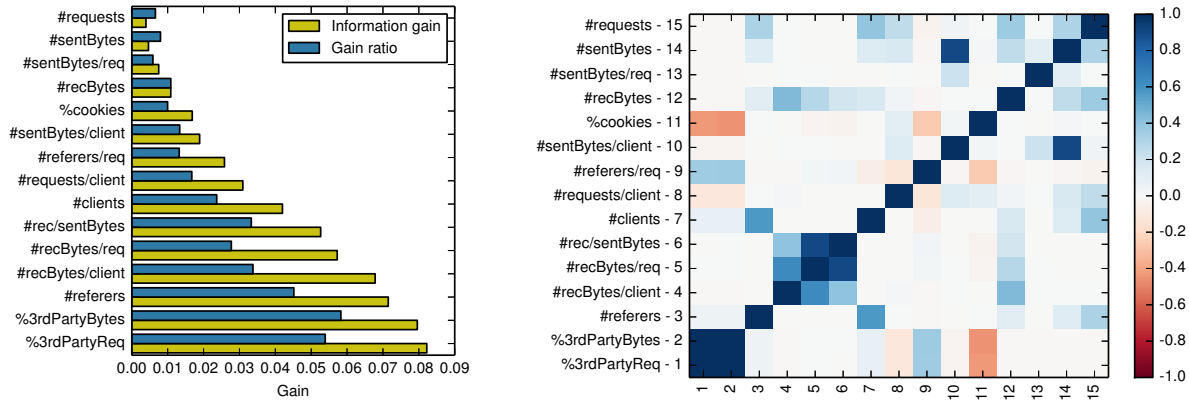 #requests
#sentBytes
#sentBytes/req
#recBytes
%cookies
#sentBytes/client
#referers/req
#requests/client
#clients
#rec/sentBytes
#recBytes/req
#recBytes/client
#referers
%3rdPartyBytes
%3rdPartyReq
Information gain
Gain ratio
0.00 0.01 0.02 0.03 0.04 0.05 0.06 0.07 0.08 0.09
Gain
#requests - 15
#sentBytes - 14
#sentBytes/req - 13
#recBytes - 12
%cookies - 11
#sentBytes/client - 10
#referers/req - 9
#requests/client - 8
#clients - 7
#rec/sentBytes - 6
#recBytes/req - 5
#recBytes/client - 4
#referers - 3
%3rdPartyBytes - 2
%3rdPartyReq - 1
1 2 3 4 5 6 7 8 9 10 11 12 13 14 15
1.0
0.8
0.6
0.4
0.2
0.0
-0.2
-0.4
-0.6
-0.8
-1.0